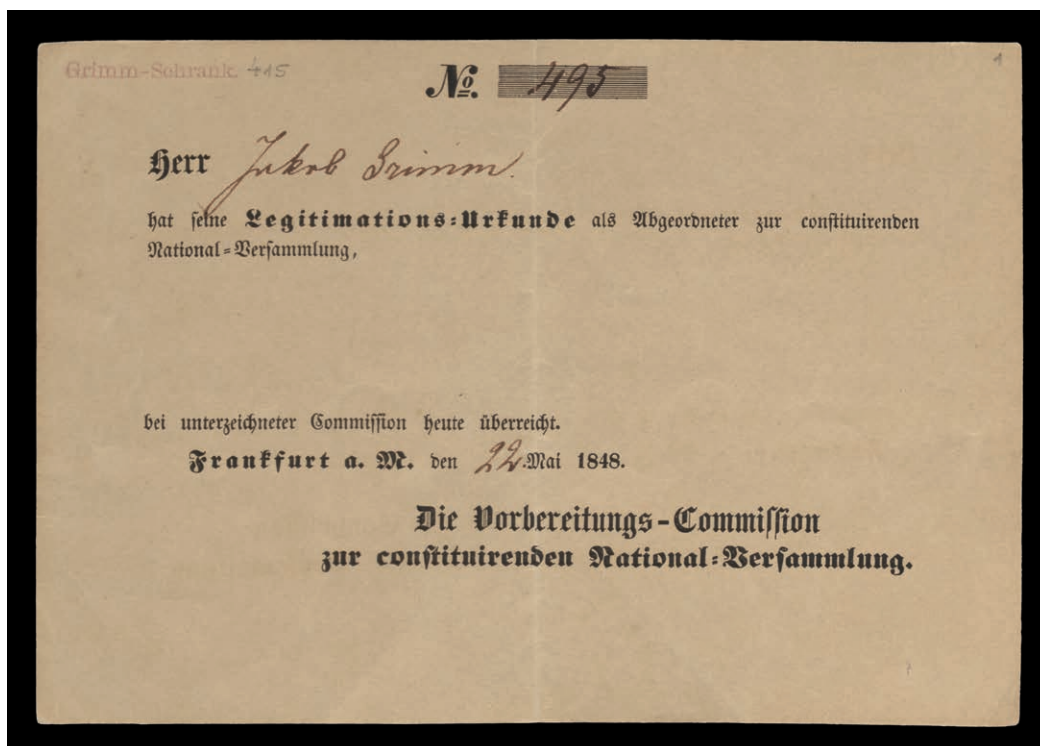 Grimm-Schrank 415
1
No. 495
Herr Jakob Grimm.
hat seine Legitimations-Urkunde als Abgeordneter zur constituirenden
National-Versammlung,
bei unterzeichneter Commission heute überreicht.
Frankfurt a. M. den 22. Mai 1848.
Die Vorbereitungs-Commission
zur constituirenden National-Versammlung.